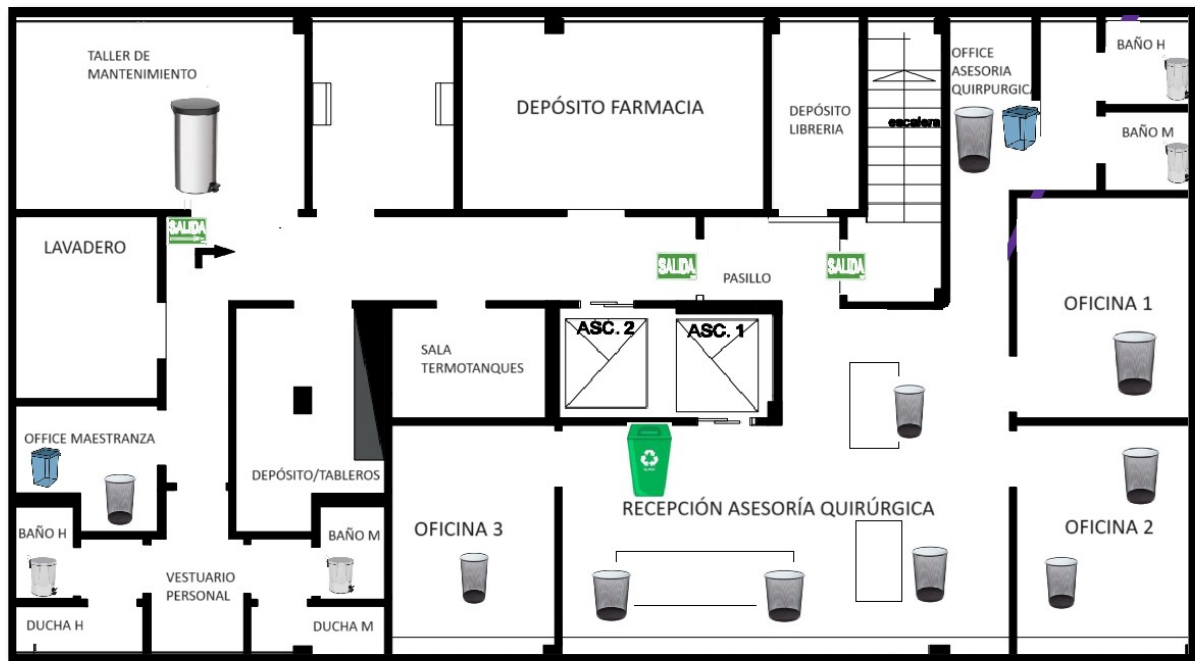 TALLER DE
MANTENIMIENTO
DEPÓSITO FARMACIA
DEPÓSITO
LIBRERIA
escalera
OFFICE
ASESORIA
QUIRPURGICA
BAÑO H
BAÑO M
SALIDA
LAVADERO
SALIDA
SALIDA
PASILLO
OFICINA 1
ASC. 2
ASC. 1
SALA
TERMOTANQUES
OFFICE MAESTRANZA
DEPÓSITO/TABLEROS
RECEPCIÓN ASESORÍA QUIRÚRGICA
OFICINA 3
OFICINA 2
BAÑO H
BAÑO M
VESTUARIO
PERSONAL
DUCHA H
DUCHA M